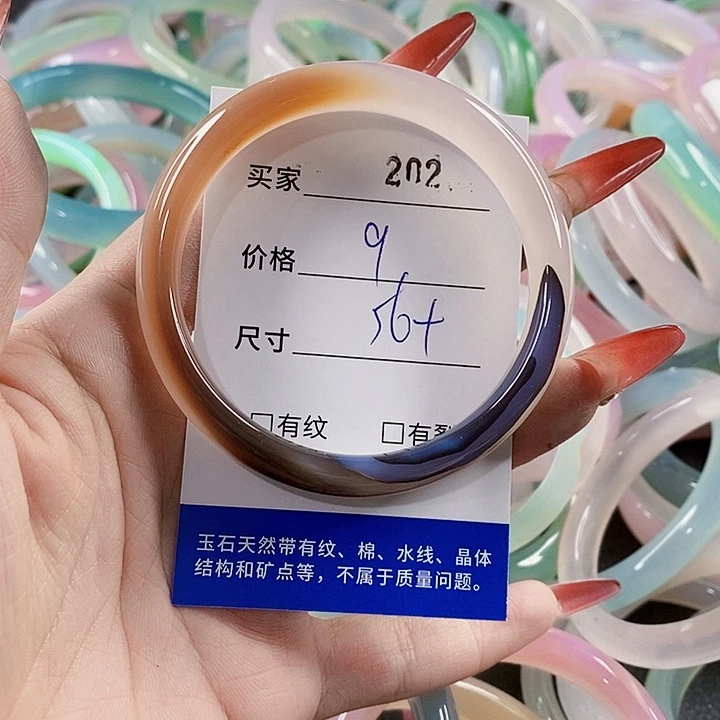 买家 202
价格 9
尺寸 56+
□有纹 □有裂
玉石天然带有纹、棉、水线、晶体
结构和矿点等，不属于质量问题。